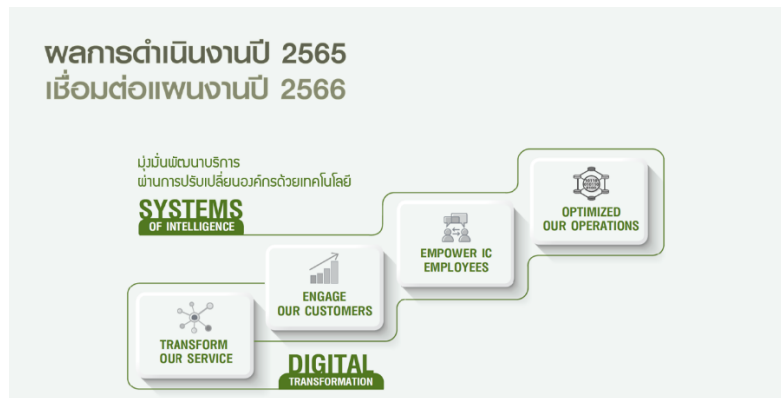 ผลการดำเนินงานปี 2565
เชื่อมต่อแผนงานปี 2566
มุ่งมั่นพัฒนาบริการ
ผ่านการปรับเปลี่ยนองค์กรด้วยเทคโนโลยี
SYSTEMS
OF INTELLIGENCE
OPTIMIZED
OUR OPERATIONS
EMPOWER IC
EMPLOYEES
ENGAGE
OUR CUSTOMERS
TRANSFORM
OUR SERVICE
DIGITAL
TRANSFORMATION